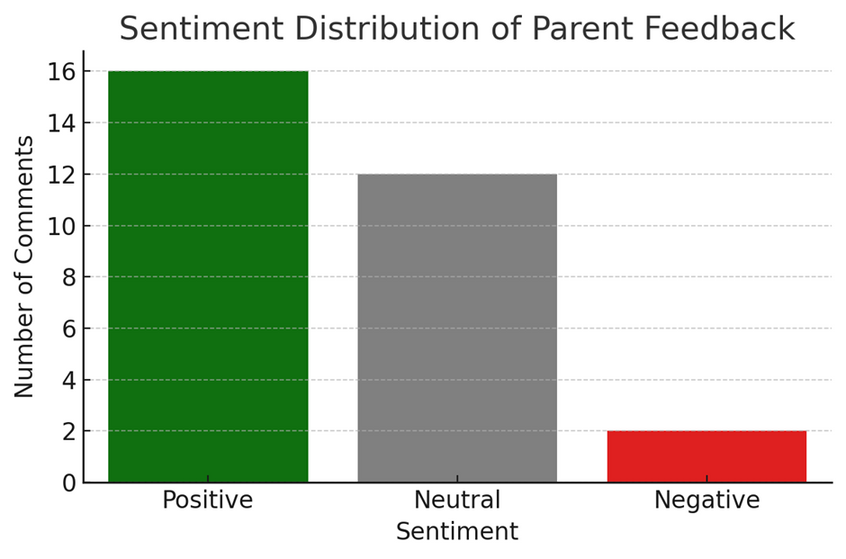 Sentiment Distribution of Parent Feedback
Number of Comments
16
14
12
10
8
6
4
2
0
Positive Neutral Negative
Sentiment